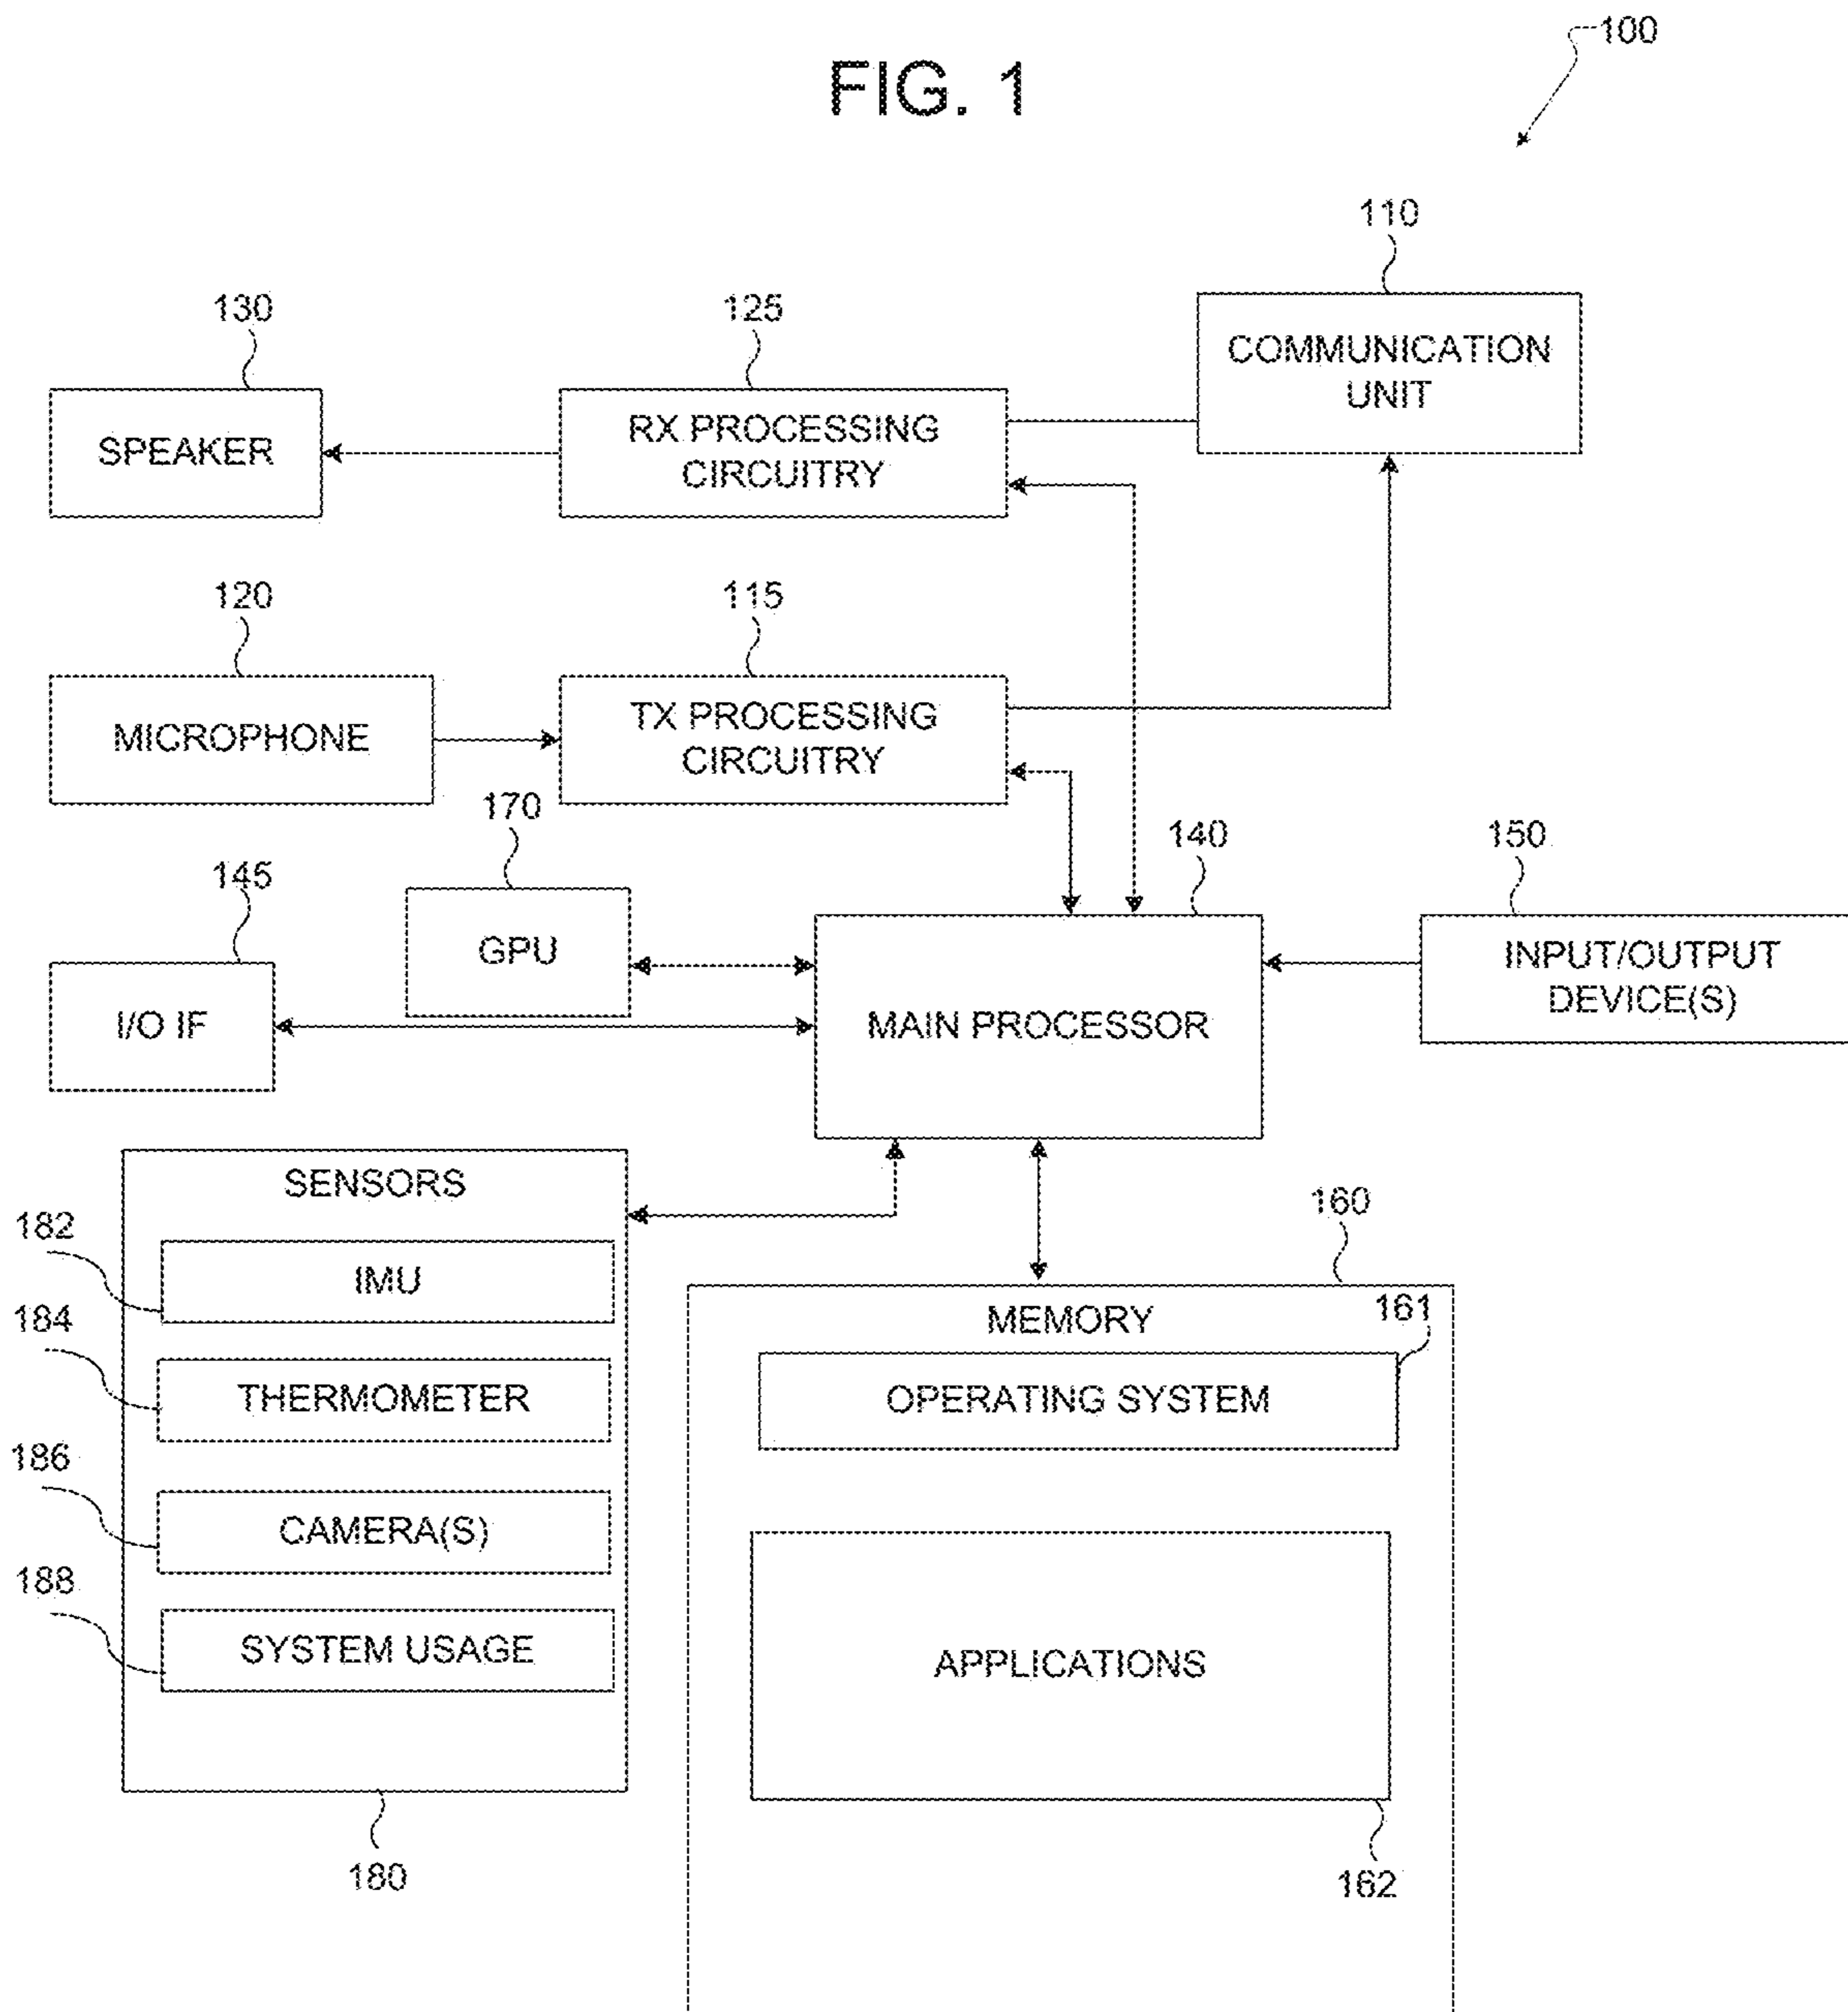 FIG. 1
100
110
130
125
COMMUNICATION
UNIT
SPEAKER
RX PROCESSING
CIRCUITRY
120
115
MICROPHONE
TX PROCESSING
CIRCUITRY
170
140
150
145
GPU
I/O IF
MAIN PROCESSOR
INPUT/OUTPUT
DEVICE(S)
SENSORS
160
182
IMU
161
MEMORY
184
THERMOMETER
OPERATING SYSTEM
186
CAMERA(S)
188
SYSTEM USAGE
APPLICATIONS
180
162